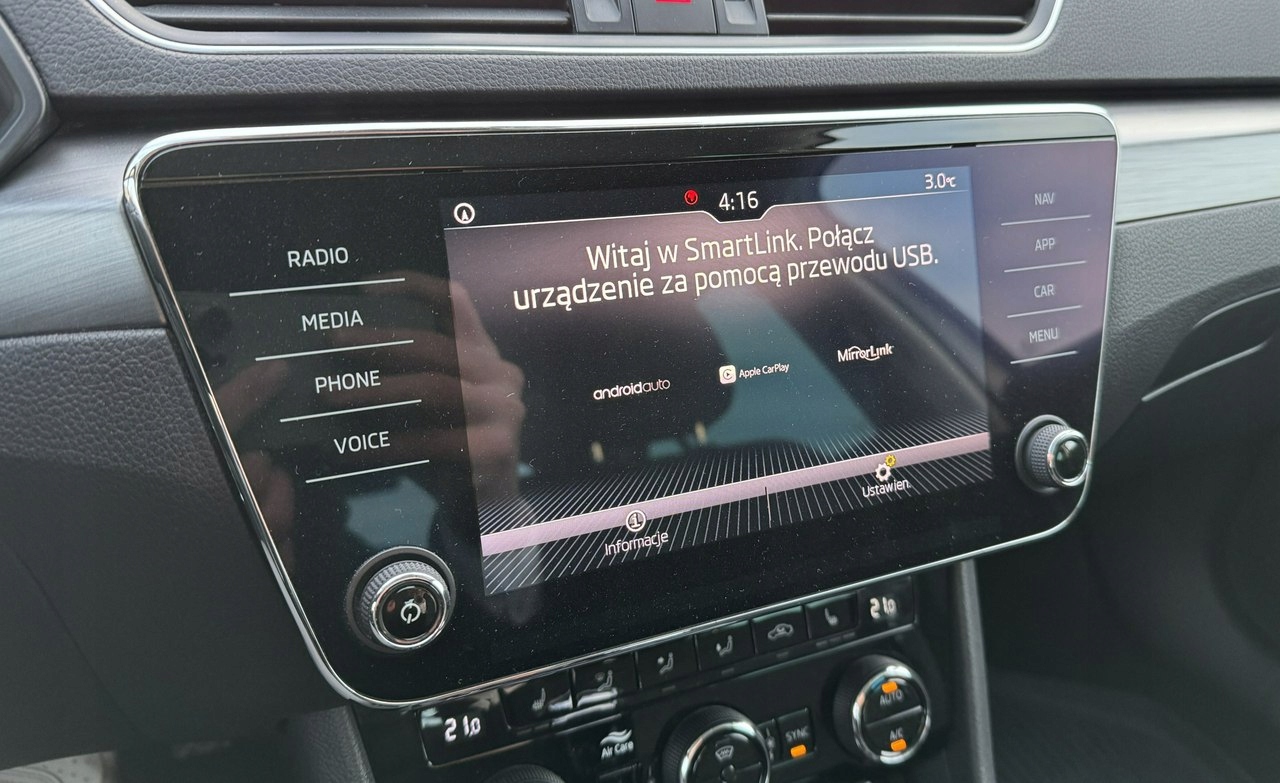 4:16
3.0°C
RADIO
MEDIA
PHONE
VOICE
Witaj w SmartLink. Połącz
urządzenie za pomocą przewodu USB.
androidauto
Apple CarPlay
MirrorLink
Informacje
Ustawien.
NAV
APP
CAR
MENU
21,0
21,0
Air Care
SYNC
AUTO
A/C